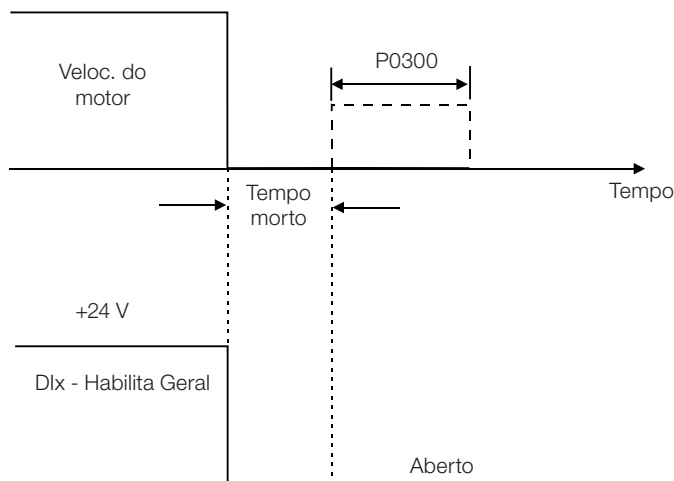 Veloc. do
motor
P0300
Tempo
Tempo
morto
+24 V
DIx - Habilita Geral
Aberto